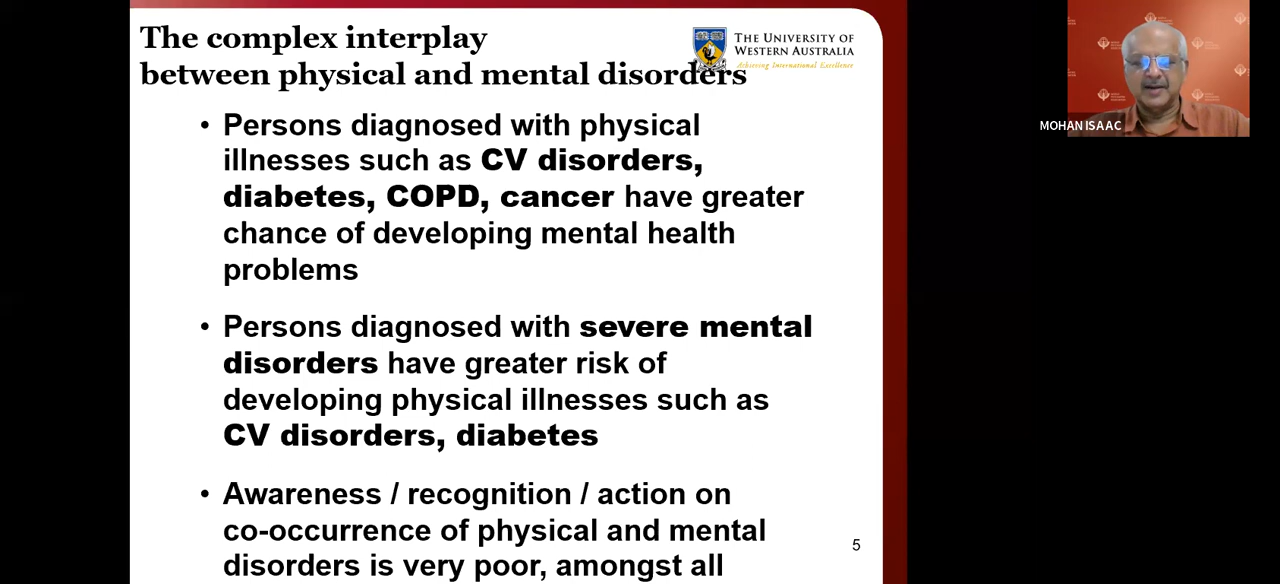 The complex interplay
between physical and mental disorders
THE UNIVERSITY OF
WESTERN AUSTRALIA
Achieving International Excellence
• Persons diagnosed with physical
illnesses such as CV disorders,
diabetes, COPD, cancer have greater
chance of developing mental health
problems
• Persons diagnosed with severe mental
disorders have greater risk of
developing physical illnesses such as
CV disorders, diabetes
• Awareness / recognition / action on
co-occurrence of physical and mental
disorders is very poor, amongst all
5
MOHAN ISAAC